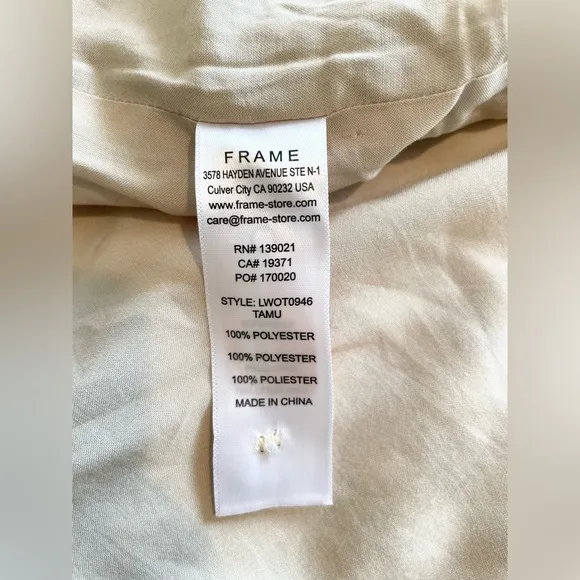 FRAME
3578 HAYDEN AVENUE STE N-1
Culver City CA 90232 USA
www.frame-store.com
care@frame-store.com
RN# 139021
CA# 19371
PO# 170020
STYLE: LWOT0946
TAMU
100% POLYESTER
100% POLYESTER
100% POLIESTER
MADE IN CHINA